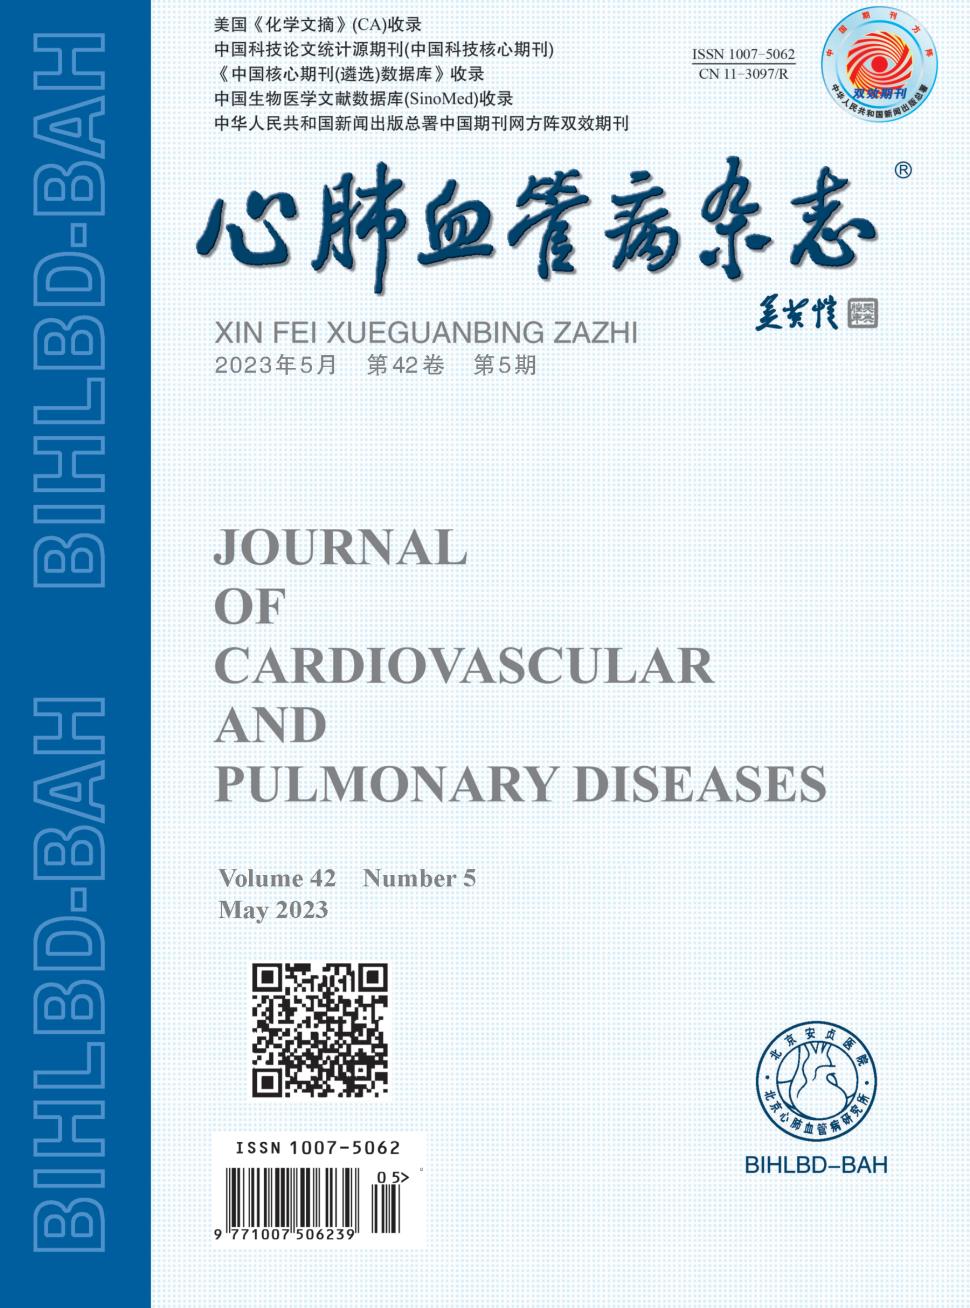 美国《化学文摘》(CA)收录
中国科技论文统计源期刊(中国科技核心期刊)
《中国核心期刊(遴选)数据库》收录
中国生物医学文献数据库(SinoMed)收录
中华人民共和国新闻出版总署中国期刊网方阵双效期刊
ISSN 1007-5062
CN 11-3097/R
中国期刊方阵
双效期刊
中华人民共和国新闻出版总署
心肺血管病杂志®
吴英恺
XIN FEI XUEGUANBING ZAZHI
2023年5月 第42卷 第5期
JOURNAL
OF
CARDIOVASCULAR
AND
PULMONARY DISEASES
Volume 42 Number 5
May 2023
北京安贞医院
北京心肺血管病研究所
BIHLBD-BAH
ISSN 1007-5062
05>
9 771007 506239
BIHLBD-BAH
BIHLBD-BAH